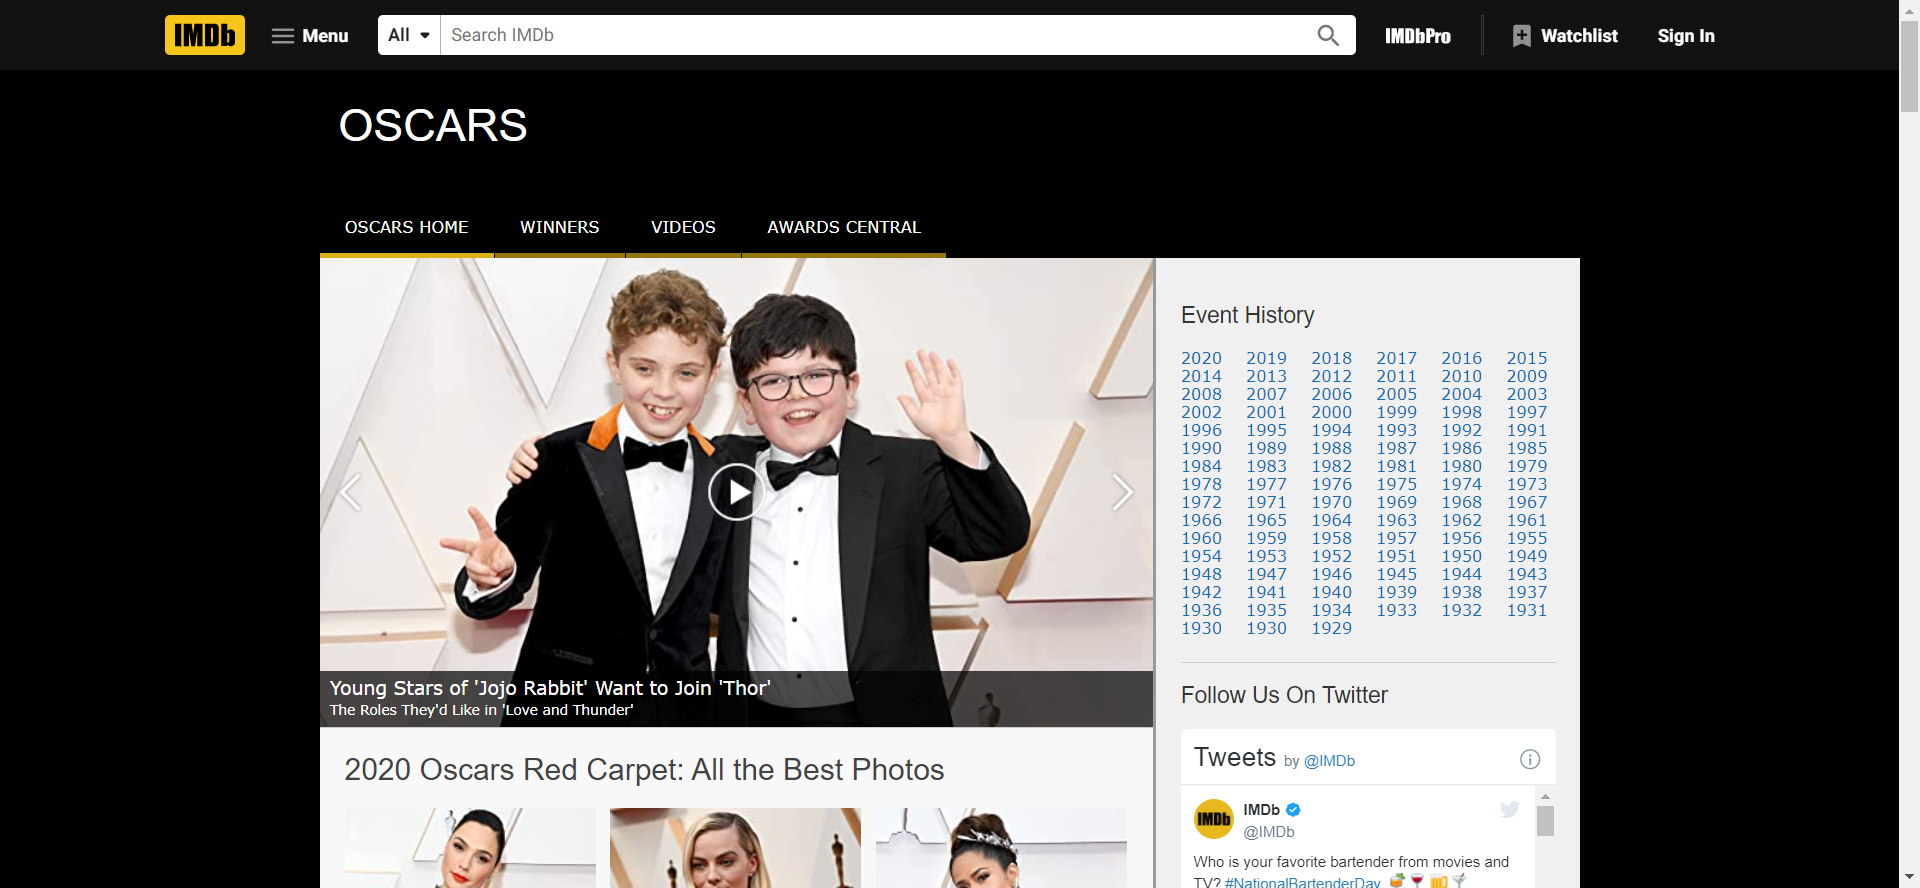 IMDb
Menu
All
Search IMDb
IMDbPro
Watchlist
Sign In
OSCARS
OSCARS HOME
WINNERS
VIDEOS
AWARDS CENTRAL
Young Stars of 'Jojo Rabbit' Want to Join 'Thor'
The Roles They'd Like in 'Love and Thunder'
2020 Oscars Red Carpet: All the Best Photos
Event History
2020 2019 2018 2017 2016 2015
2014 2013 2012 2011 2010 2009
2008 2007 2006 2005 2004 2003
2002 2001 2000 1999 1998 1997
1996 1995 1994 1993 1992 1991
1990 1989 1988 1987 1986 1985
1984 1983 1982 1981 1980 1979
1978 1977 1976 1975 1974 1973
1972 1971 1970 1969 1968 1967
1966 1965 1964 1963 1962 1961
1960 1959 1958 1957 1956 1955
1954 1953 1952 1951 1950 1949
1948 1947 1946 1945 1944 1943
1942 1941 1940 1939 1938 1937
1936 1935 1934 1933 1932 1931
1930 1930 1929
Follow Us On Twitter
Tweets by @IMDb
IMDb
IMDb
@IMDb
Who is your favorite bartender from movies and
TV? #NationalBartenderDay